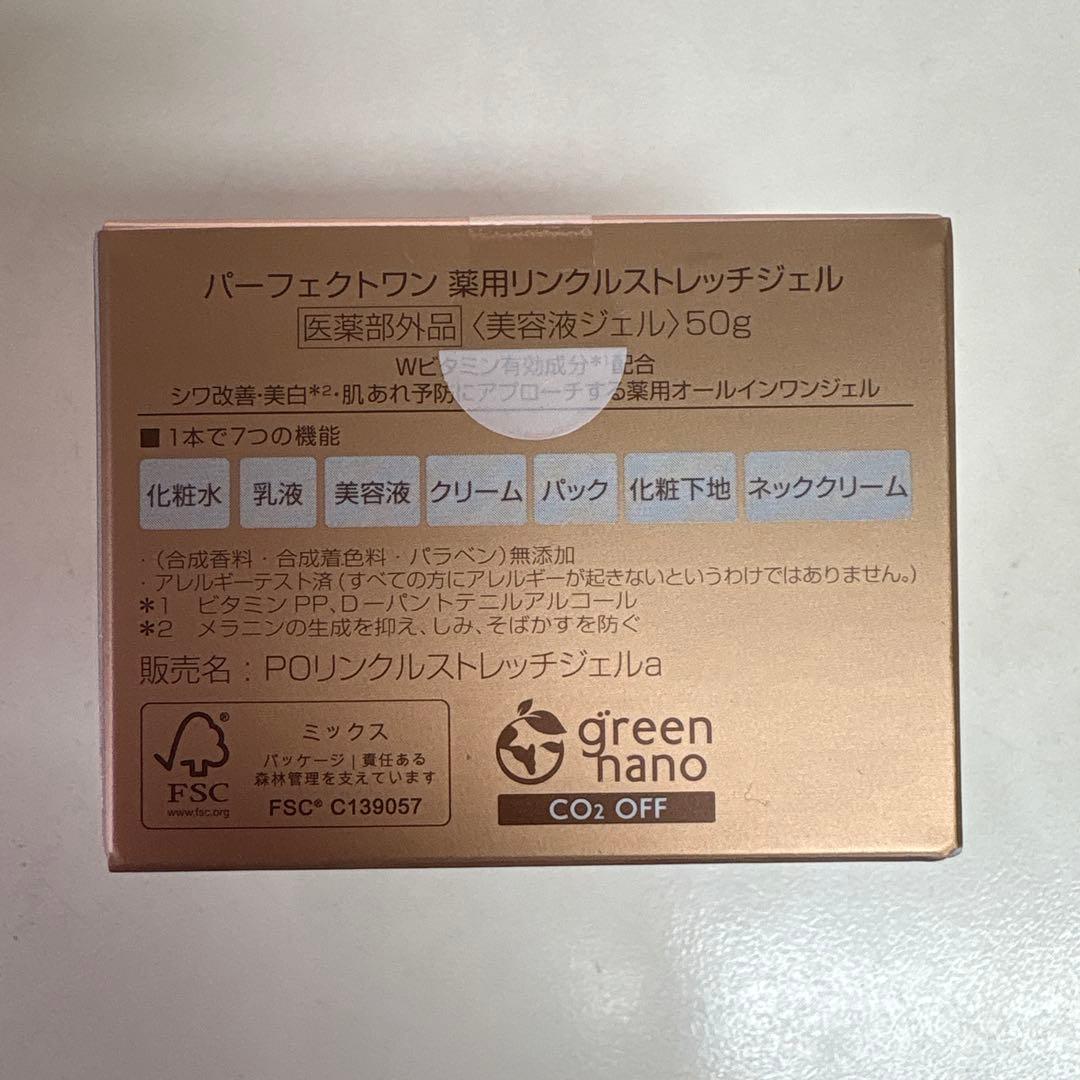 パーフェクトワン 薬用リンクルストレッチジェル
医薬部外品〈美容液ジェル〉50g
Wビタミン有効成分*1配合
シワ改善・美白*2・肌あれ予防にアプローチする薬用オールインワンジェル
■ 1本で7つの機能
化粧水 乳液 美容液 クリーム パック 化粧下地 ネッククリーム
・(合成香料・合成着色料・パラベン)無添加
・アレルギーテスト済(すべての方にアレルギーが起きないというわけではありません。)
*1 ビタミンPP、D-パントテニルアルコール
*2 メラニンの生成を抑え、しみ、そばかすを防ぐ
販売名:POリンクルストレッチジェルa
FSC®
www.fsc.org
ミックス
パッケージ|責任ある
森林管理を支えています
FSC® C139057
green
nano
CO2 OFF